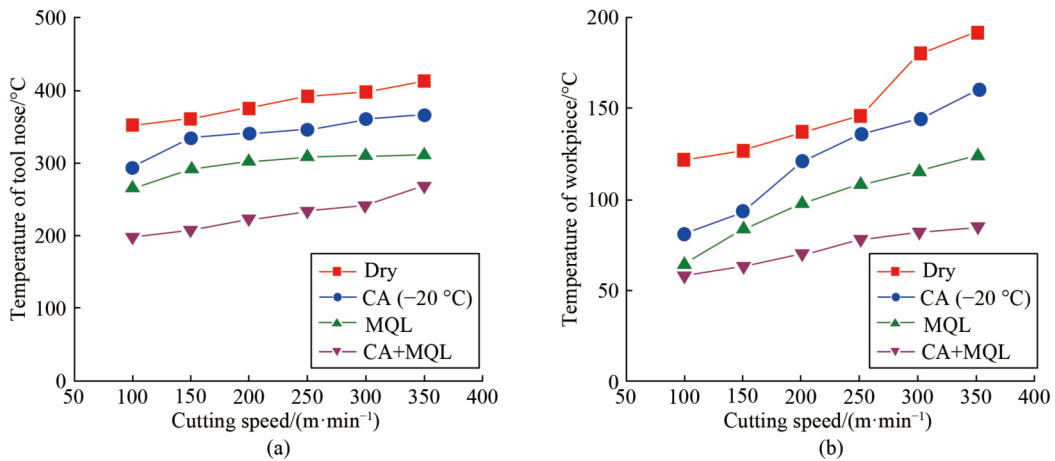 500
400
300
200
100
0
Temperature of tool nose/°C
Dry
CA (−20 °C)
MQL
CA+MQL
50 100 150 200 250 300 350 400
Cutting speed/(m·min⁻¹)
(a)
200
150
100
50
0
Temperature of workpiece/°C
Dry
CA (−20 °C)
MQL
CA+MQL
50 100 150 200 250 300 350 400
Cutting speed/(m·min⁻¹)
(b)